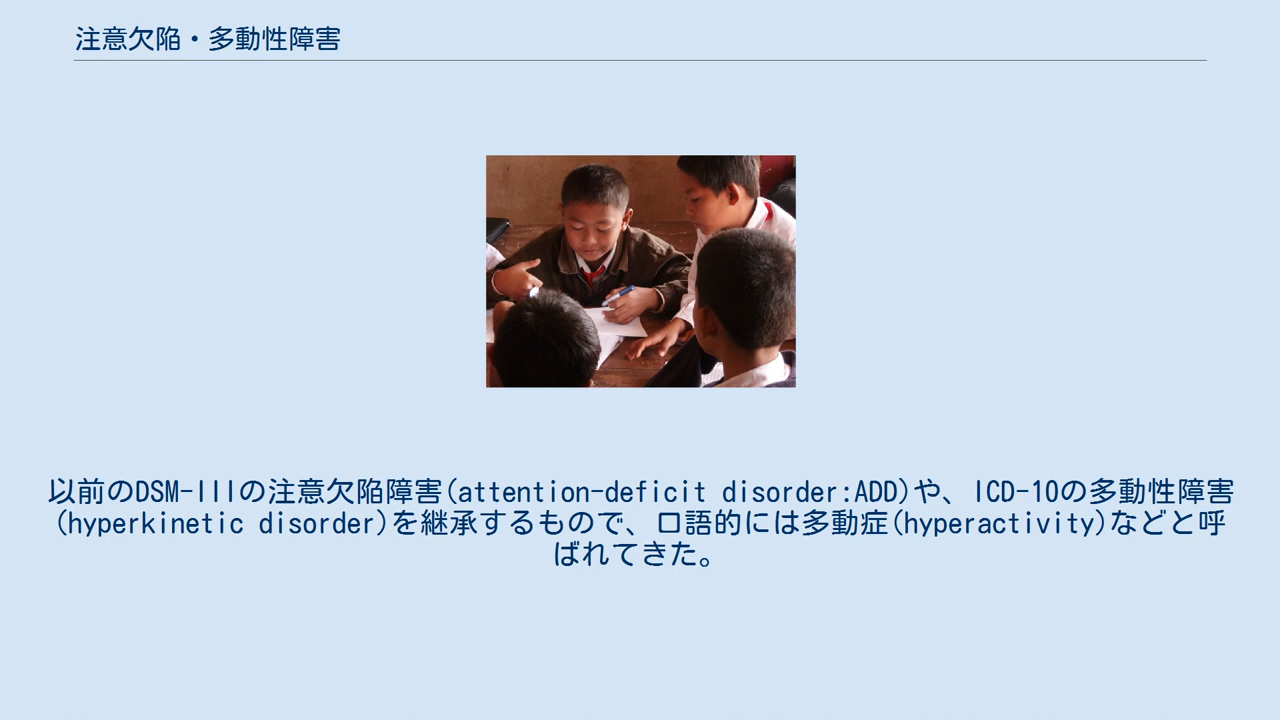 注意欠陥・多動性障害
以前のDSM-IIIの注意欠陥障害(attention-deficit disorder:ADD)や、ICD-10の多動性障害
(hyperkinetic disorder)を継承するもので、口語的には多動症(hyperactivity)などと呼
ばれてきた。